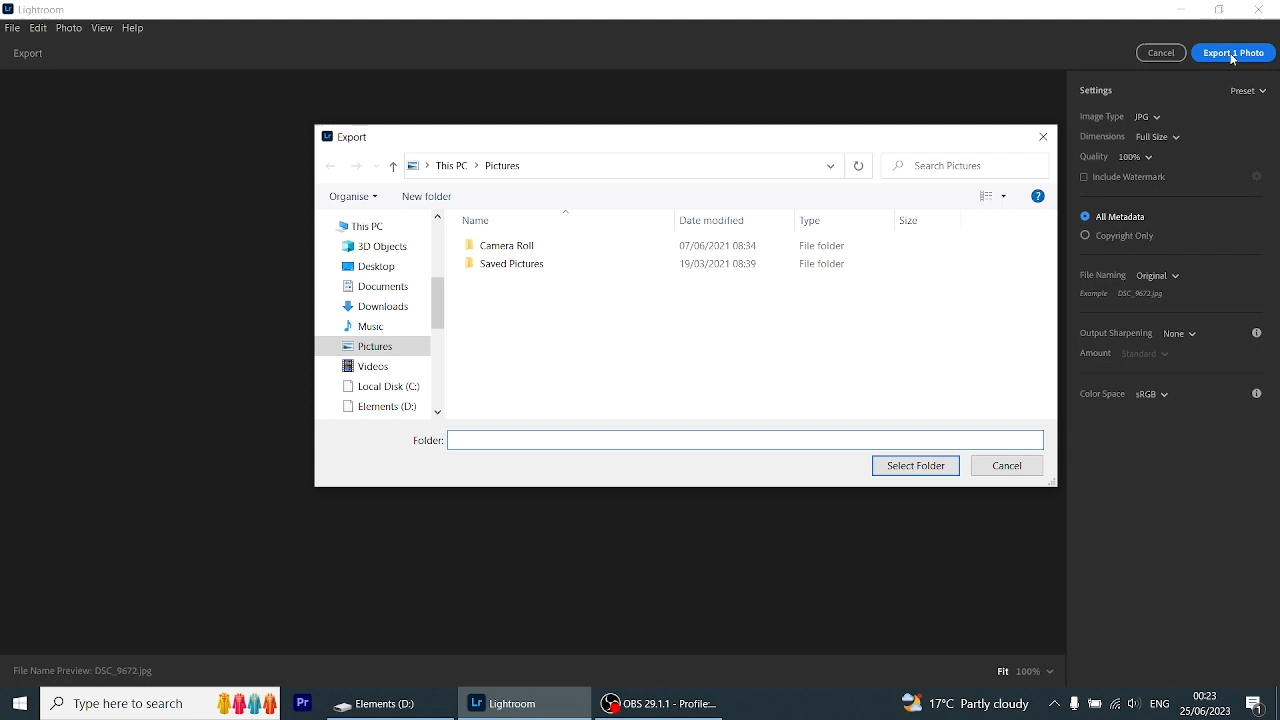 Lr Lightroom
File Edit Photo View Help
Export
Cancel
Export 1 Photo
Settings
Preset
Image Type JPG
Dimensions Full Size
Quality 100%
Include Watermark
All Metadata
Copyright Only
File Naming Original
Example DSC_9672.jpg
Output Sharpening None
Amount Standard
Color Space sRGB
Lr Export
This PC > Pictures
Search Pictures
Organise
New folder
?
Name
Date modified
Type
Size
This PC
3D Objects
Desktop
Documents
Downloads
Music
Pictures
Videos
Local Disk (C:)
Elements (D:)
Camera Roll 07/06/2021 08:34 File folder
Saved Pictures 19/03/2021 08:39 File folder
Folder:
Select Folder
Cancel
File Name Preview: DSC_9672.jpg
Fit 100%
Type here to search
Pr
Elements (D:)
Lr Lightroom
OBS 29.1.1 - Profile:...
17°C Partly cloudy
ENG
00:23
25/06/2023